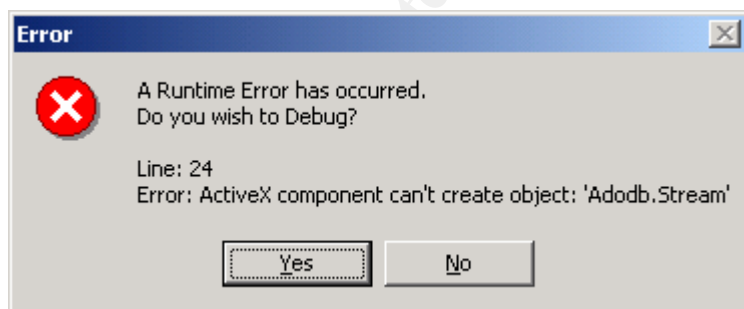 Error
A Runtime Error has occurred.
Do you wish to Debug?
Line: 24
Error: ActiveX component can't create object: 'Adodb.Stream'
Yes
No